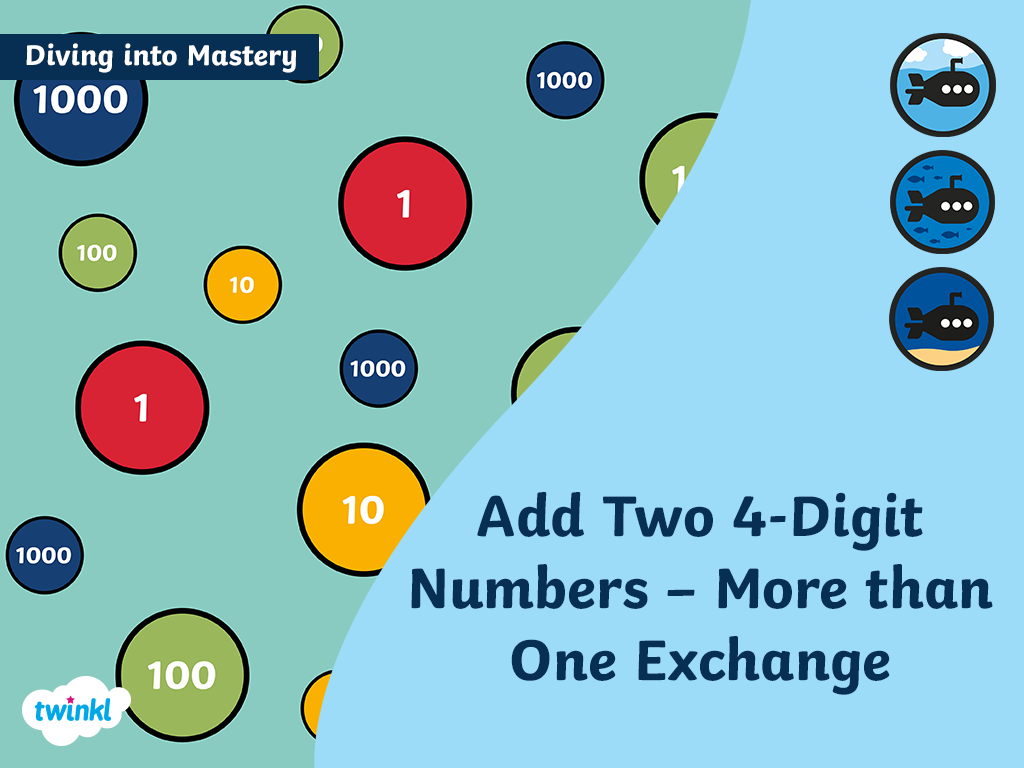 Diving into Mastery
1000
1000
1
100
10
1000
1
10
1000
100
twinkl
Add Two 4-Digit
Numbers – More than
One Exchange